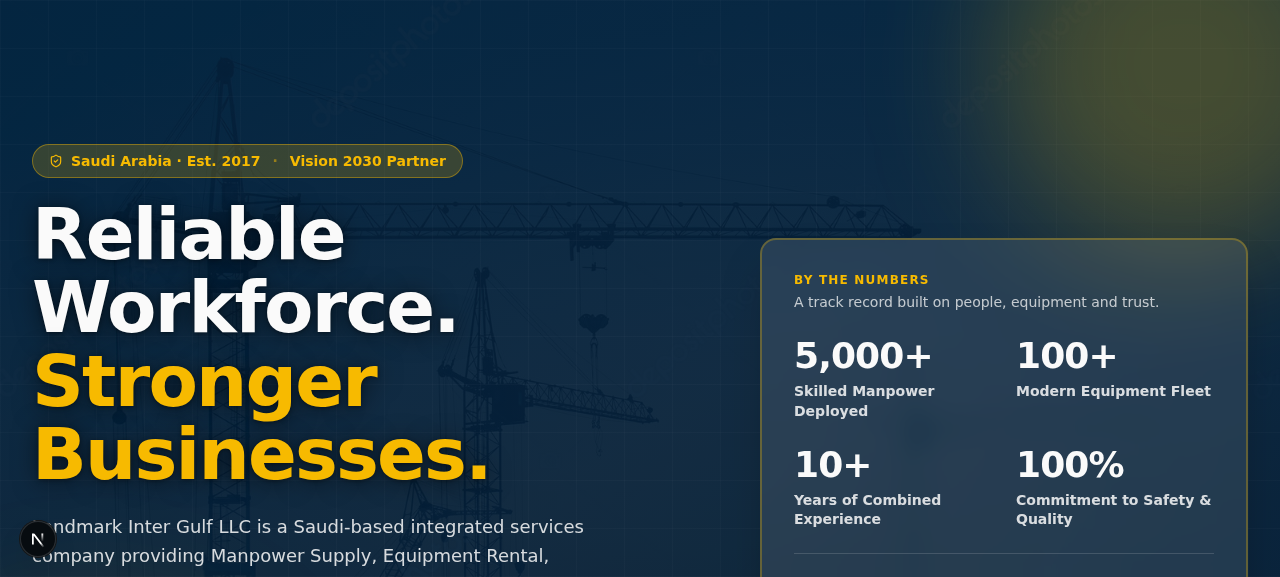 Saudi Arabia · Est. 2017 · Vision 2030 Partner
Reliable
Workforce.
Stronger
Businesses.
ndmark Inter Gulf LLC is a Saudi-based integrated services
company providing Manpower Supply, Equipment Rental,
N
BY THE NUMBERS
A track record built on people, equipment and trust.
5,000+
Skilled Manpower
Deployed
100+
Modern Equipment Fleet
10+
Years of Combined
Experience
100%
Commitment to Safety &
Quality